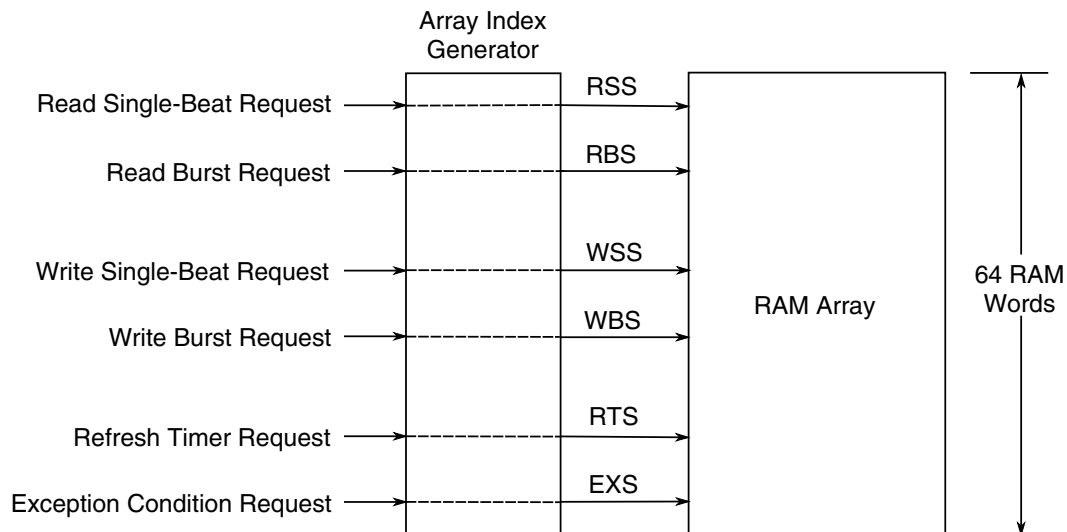 Array Index
Generator
Read Single-Beat Request
RSS
Read Burst Request
RBS
Write Single-Beat Request
WSS
Write Burst Request
WBS
Refresh Timer Request
RTS
Exception Condition Request
EXS
RAM Array
64 RAM
Words